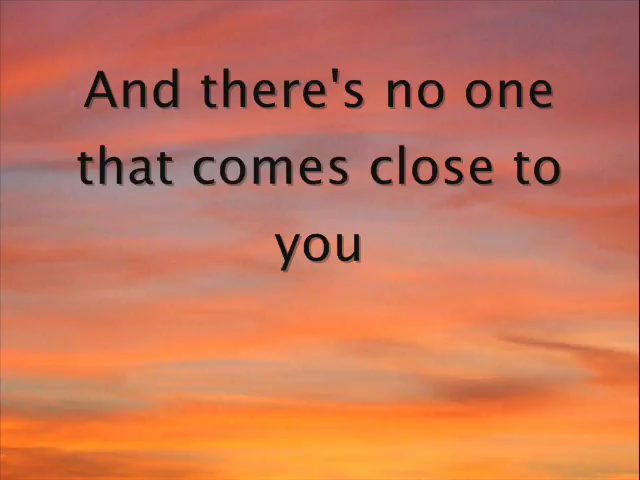 And there's no one
that comes close to
you